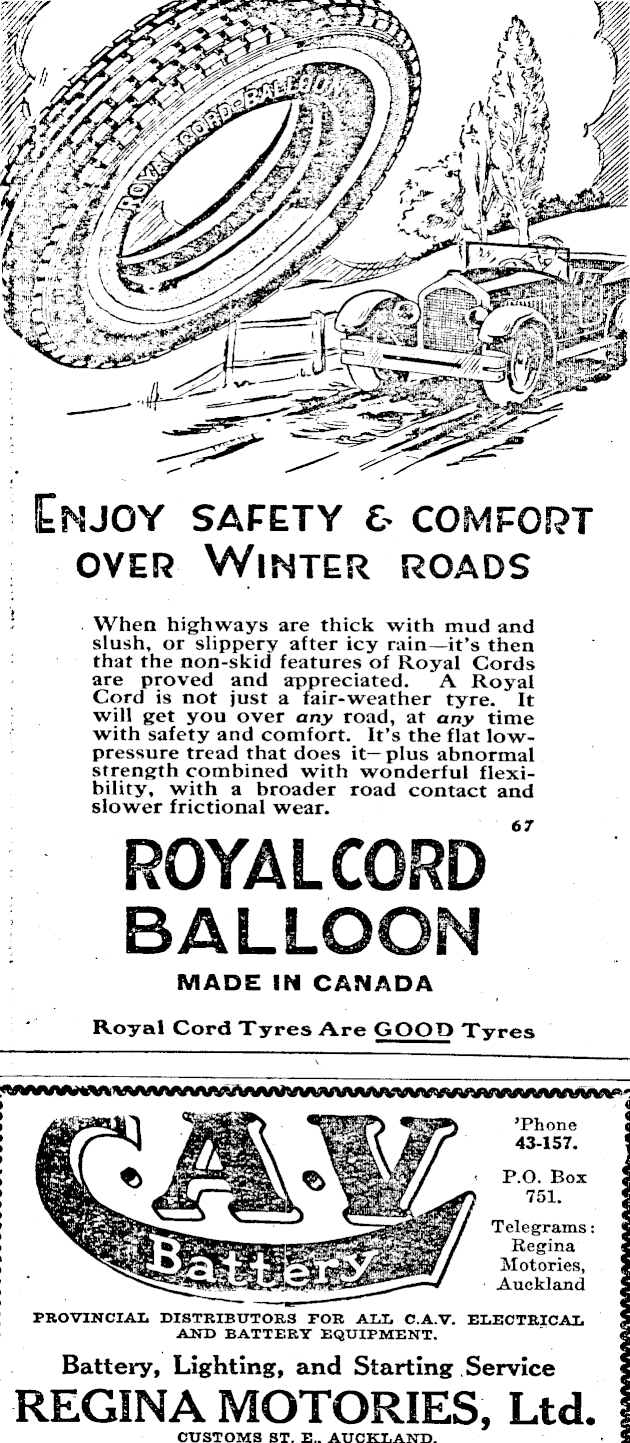 ROYAL CORD-BALLOON
ENJOY SAFETY & COMFORT
OVER WINTER ROADS
When highways are thick with mud and
slush, or slippery after icy rain—it's then
that the non-skid features of Royal Cords
are proved and appreciated. A Royal
Cord is not just a fair-weather tyre. It
will get you over any road, at any time
with safety and comfort. It's the flat low-
pressure tread that does it—plus abnormal
strength combined with wonderful flexi-
bility, with a broader road contact and
slower frictional wear.
67
ROYAL CORD
BALLOON
MADE IN CANADA
Royal Cord Tyres Are GOOD Tyres
C.A.V
Battery
'Phone
43-157.
P.O. Box
751.
Telegrams:
Regina
Motories,
Auckland
PROVINCIAL DISTRIBUTORS FOR ALL C.A.V. ELECTRICAL
AND BATTERY EQUIPMENT.
Battery, Lighting, and Starting Service
REGINA MOTORIES, Ltd.
CUSTOMS ST. E., AUCKLAND.